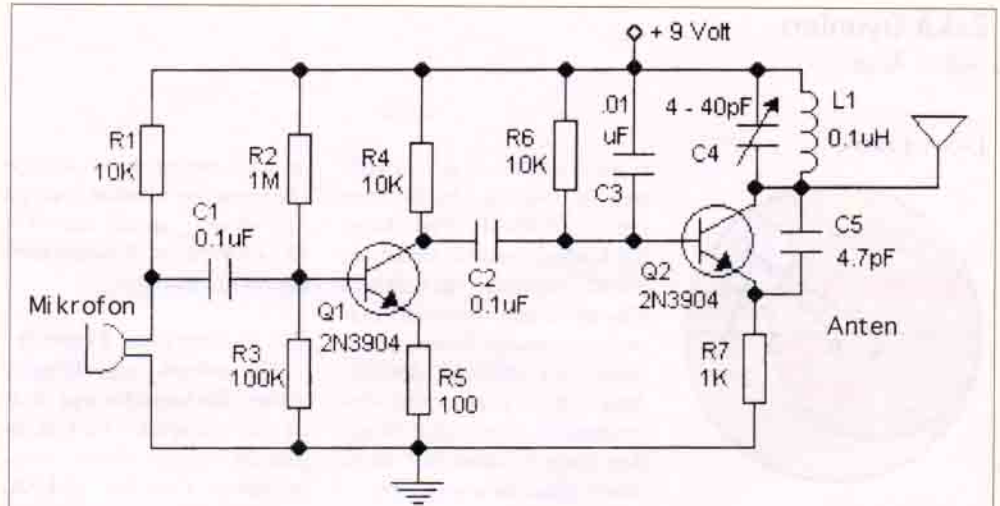 + 9 Volt
R1
10K
R2
1M
R4
10K
R6
10K
.01
uF
C3
4 - 40pF
C4
L1
0.1uH
C1
0.1uF
C2
0.1uF
Q1
2N3904
Q2
2N3904
C5
4.7pF
Mikrofon
R3
100K
R5
100
R7
1K
Anten